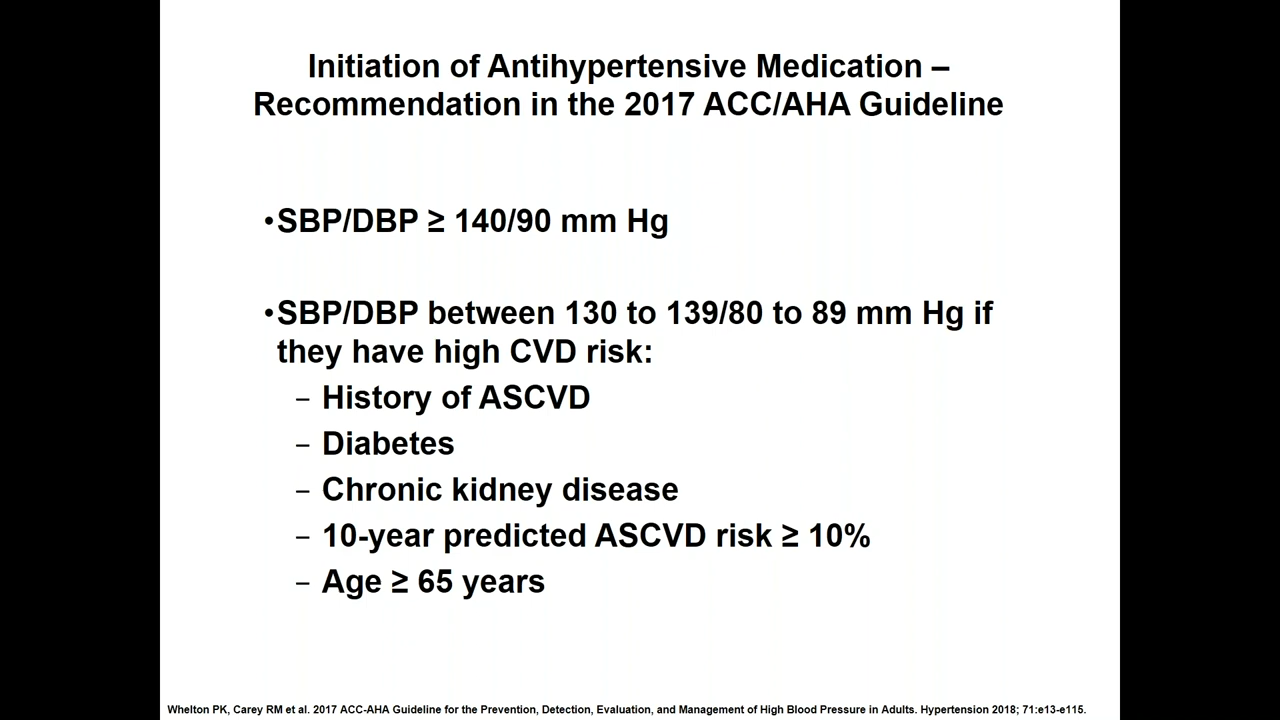 Initiation of Antihypertensive Medication –
Recommendation in the 2017 ACC/AHA Guideline
•SBP/DBP ≥ 140/90 mm Hg
•SBP/DBP between 130 to 139/80 to 89 mm Hg if
they have high CVD risk:
– History of ASCVD
– Diabetes
– Chronic kidney disease
– 10-year predicted ASCVD risk ≥ 10%
– Age ≥ 65 years
Whelton PK, Carey RM et al. 2017 ACC-AHA Guideline for the Prevention, Detection, Evaluation, and Management of High Blood Pressure in Adults. Hypertension 2018; 71:e13-e115.